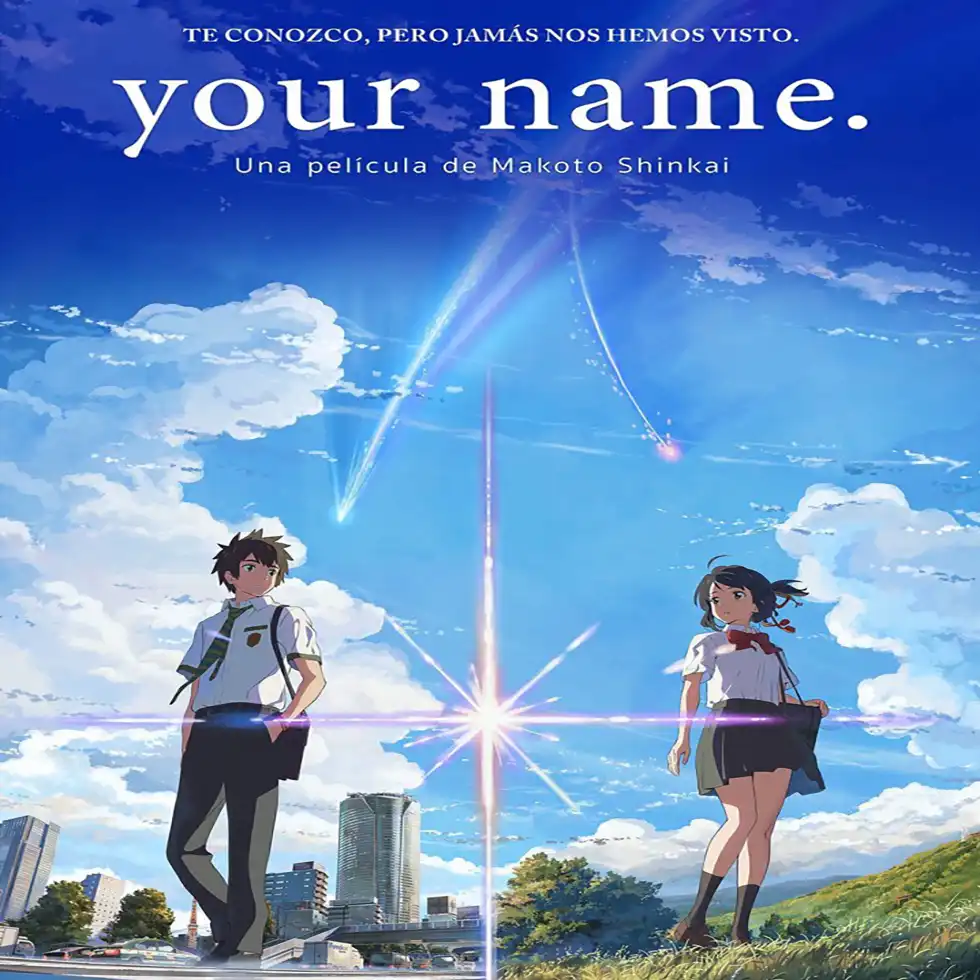 TE CONOZCO, PERO JAMÁS NOS HEMOS VISTO.
your name.
Una película de Makoto Shinkai